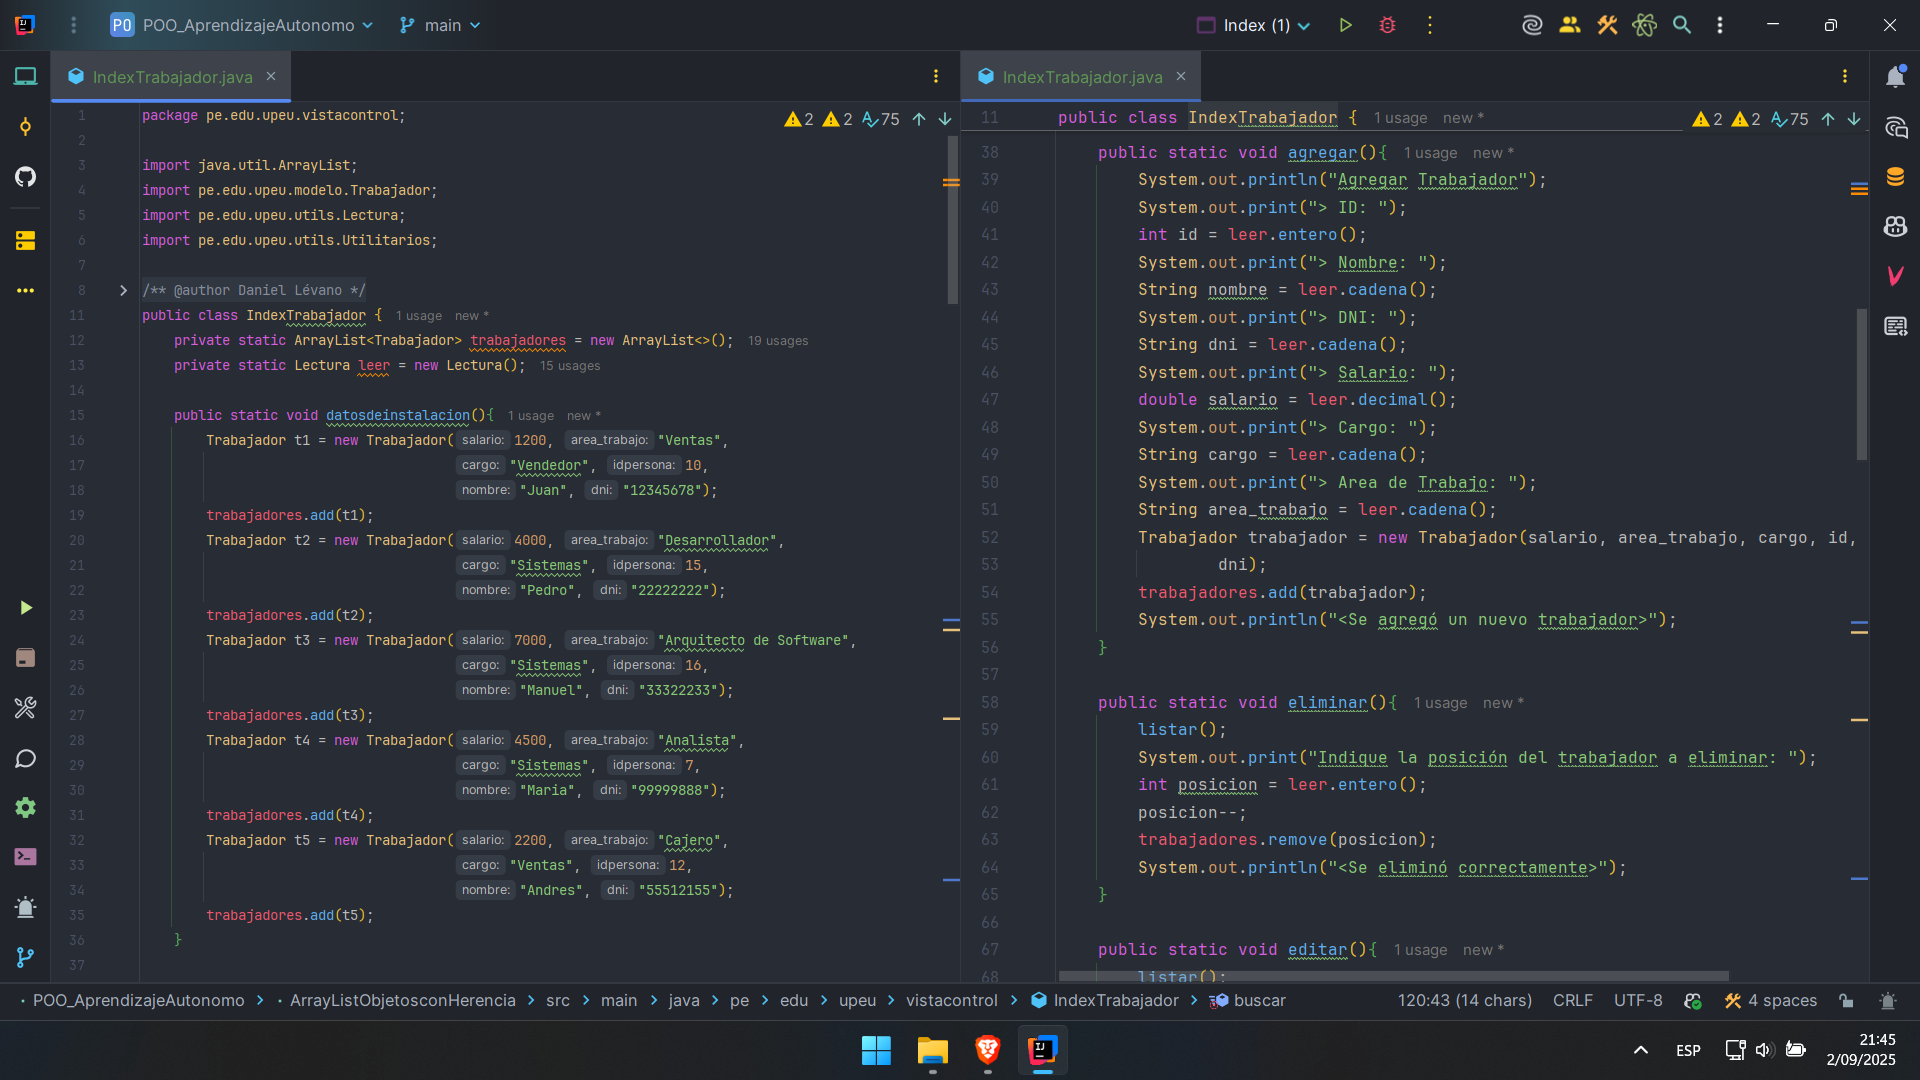 PO POO_AprendizajeAutonomo main Index (1)
IndexTrabajador.java
1 package pe.edu.upeu.vistacontrol; 2 2 75
2
3 import java.util.ArrayList;
4 import pe.edu.upeu.modelo.Trabajador;
5 import pe.edu.upeu.utils.Lectura;
6 import pe.edu.upeu.utils.Utilitarios;
7
8 /** @author Daniel Lévano */
11 public class IndexTrabajador { 1 usage new *
12 private static ArrayList<Trabajador> trabajadores = new ArrayList<>(); 19 usages
13 private static Lectura leer = new Lectura(); 15 usages
14
15 public static void datosdeinstalacion(){ 1 usage new *
16 Trabajador t1 = new Trabajador( salario: 1200, area_trabajo: "Ventas",
17 cargo: "Vendedor", idpersona: 10,
18 nombre: "Juan", dni: "12345678");
19 trabajadores.add(t1);
20 Trabajador t2 = new Trabajador( salario: 4000, area_trabajo: "Desarrollador",
21 cargo: "Sistemas", idpersona: 15,
22 nombre: "Pedro", dni: "22222222");
23 trabajadores.add(t2);
24 Trabajador t3 = new Trabajador( salario: 7000, area_trabajo: "Arquitecto de Software",
25 cargo: "Sistemas", idpersona: 16,
26 nombre: "Manuel", dni: "33322233");
27 trabajadores.add(t3);
28 Trabajador t4 = new Trabajador( salario: 4500, area_trabajo: "Analista",
29 cargo: "Sistemas", idpersona: 7,
30 nombre: "Maria", dni: "99999888");
31 trabajadores.add(t4);
32 Trabajador t5 = new Trabajador( salario: 2200, area_trabajo: "Cajero",
33 cargo: "Ventas", idpersona: 12,
34 nombre: "Andres", dni: "55512155");
35 trabajadores.add(t5);
36 }
37
IndexTrabajador.java
11 public class IndexTrabajador { 1 usage new * 2 2 75
38 public static void agregar(){ 1 usage new *
39 System.out.println("Agregar Trabajador");
40 System.out.print("> ID: ");
41 int id = leer.entero();
42 System.out.print("> Nombre: ");
43 String nombre = leer.cadena();
44 System.out.print("> DNI: ");
45 String dni = leer.cadena();
46 System.out.print("> Salario: ");
47 double salario = leer.decimal();
48 System.out.print("> Cargo: ");
49 String cargo = leer.cadena();
50 System.out.print("> Area de Trabajo: ");
51 String area_trabajo = leer.cadena();
52 Trabajador trabajador = new Trabajador(salario, area_trabajo, cargo, id,
53 dni);
54 trabajadores.add(trabajador);
55 System.out.println("<Se agregó un nuevo trabajador>");
56 }
57
58 public static void eliminar(){ 1 usage new *
59 listar();
60 System.out.print("Indique la posición del trabajador a eliminar: ");
61 int posicion = leer.entero();
62 posicion--;
63 trabajadores.remove(posicion);
64 System.out.println("<Se eliminó correctamente>");
65 }
66
67 public static void editar(){ 1 usage new *
68 listar();
POO_AprendizajeAutonomo > ArrayListObjetosconHerencia > src > main > java > pe > edu > upeu > vistacontrol > IndexTrabajador > buscar 120:43 (14 chars) CRLF UTF-8 4 spaces
ESP 21:45
2/09/2025